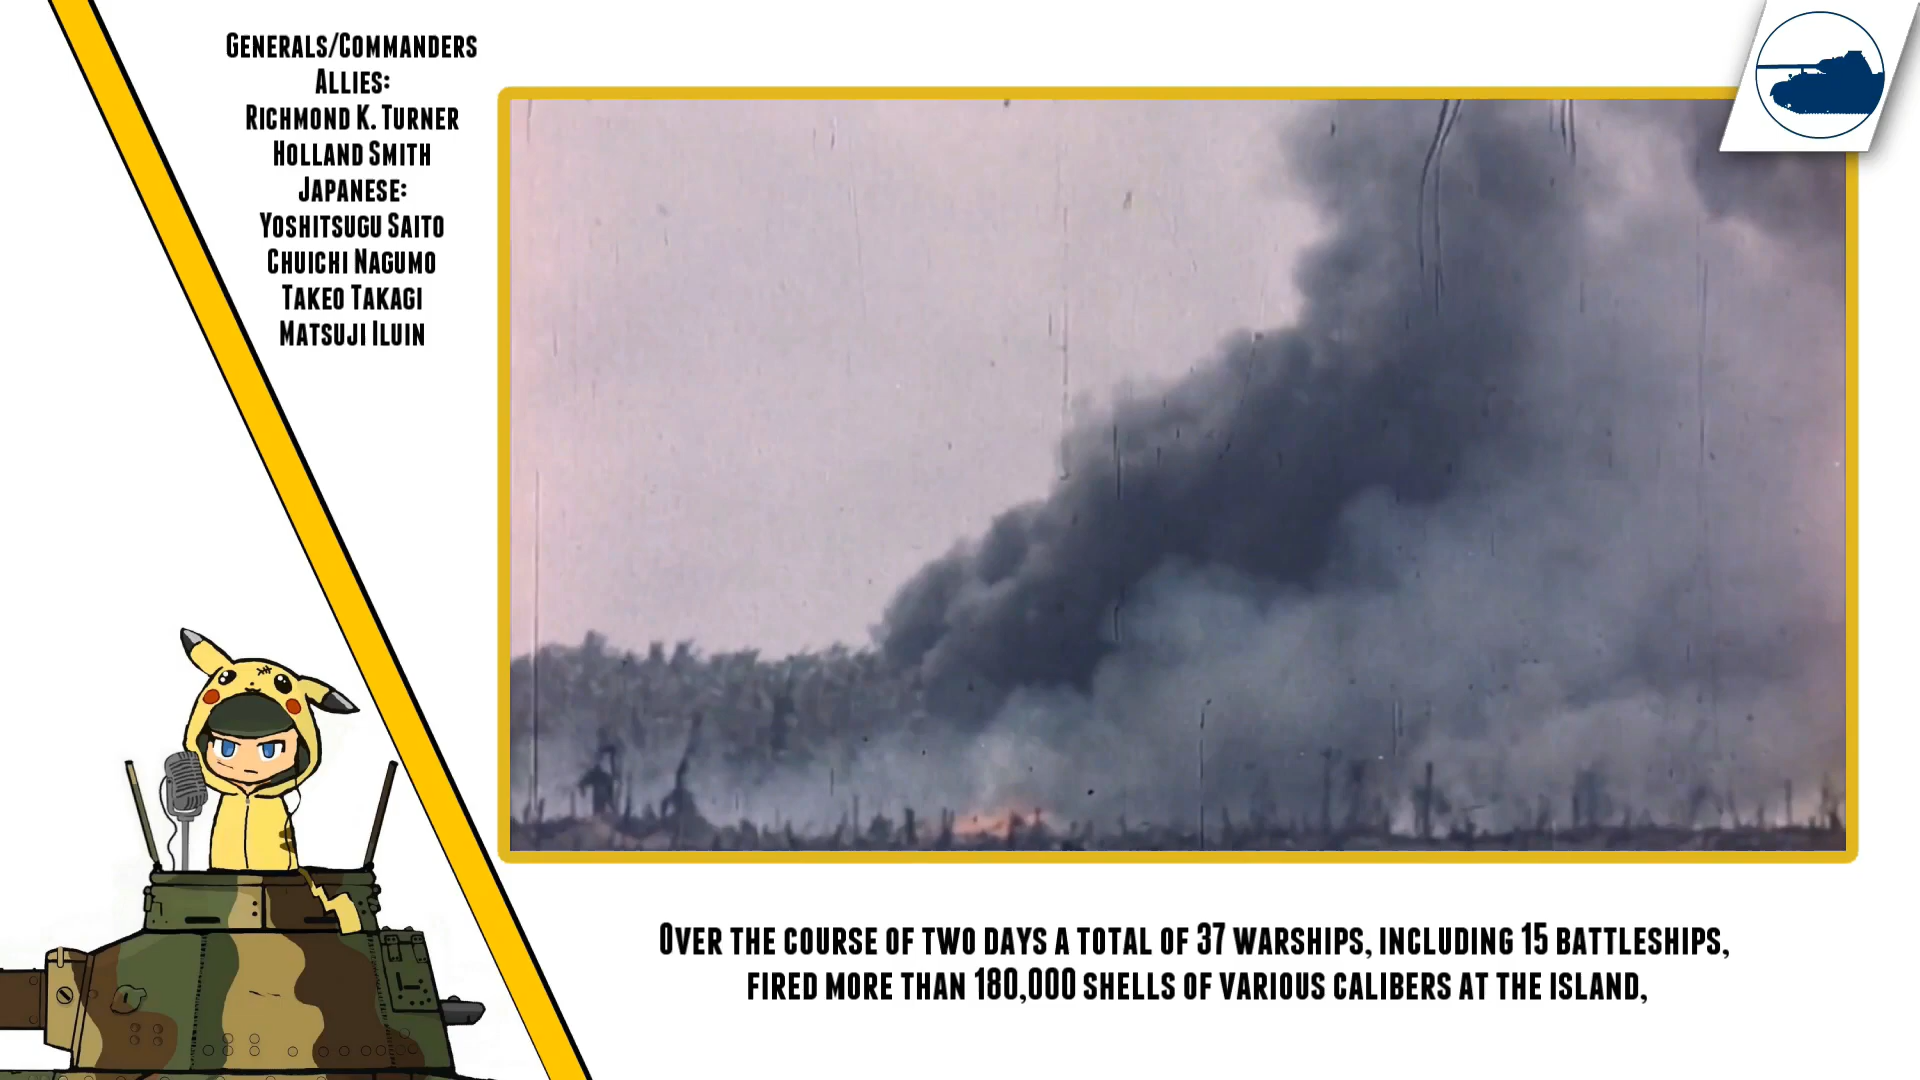 Generals/Commanders
Allies:
Richmond K. Turner
Holland Smith
Japanese:
Yoshitsugu Saito
Chuichi Nagumo
Takeo Takagi
Matsuji Iluin
Over the course of two days a total of 37 warships, including 15 battleships,
fired more than 180,000 shells of various calibers at the island,